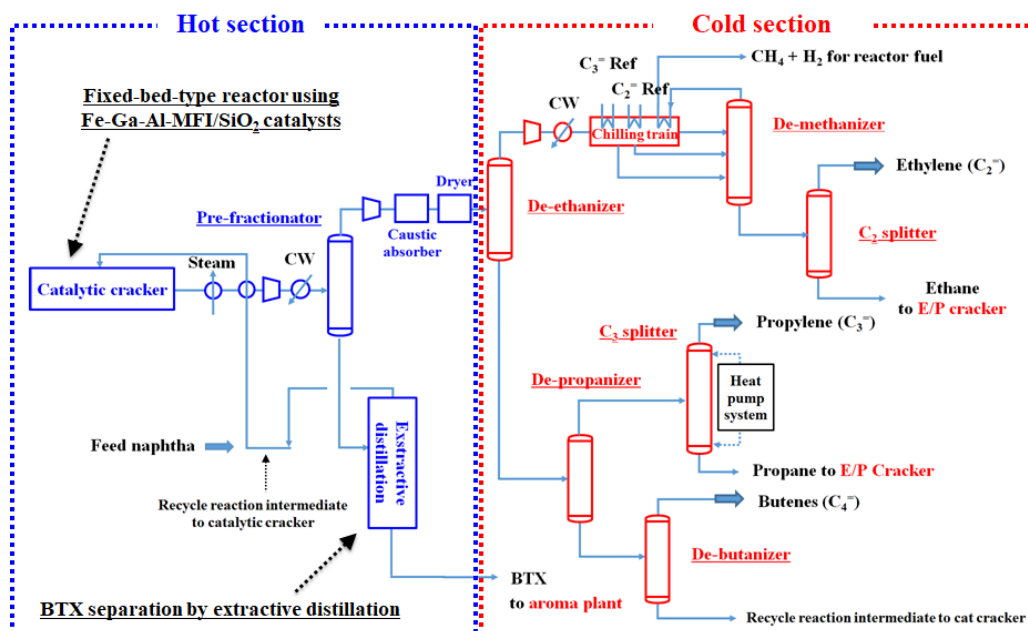 Hot section
Cold section
Fixed-bed-type reactor using
Fe-Ga-Al-MFI/SiO₂ catalysts
C₃⁼ Ref
C₂⁼ Ref
CH₄ + H₂ for reactor fuel
CW
Chilling train
De-methanizer
Ethylene (C₂⁼)
Dryer
De-ethanizer
Pre-fractionator
Caustic
absorber
C₂ splitter
Steam
CW
Catalytic cracker
Ethane
to E/P cracker
C₃ splitter
Propylene (C₃⁼)
De-propanizer
Heat
pump
system
Exstractive
distillation
Feed naphtha
Propane to E/P Cracker
Butenes (C₄⁼)
Recycle reaction intermediate
to catalytic cracker
De-butanizer
BTX
to aroma plant
BTX separation by extractive distillation
Recycle reaction intermediate to cat cracker